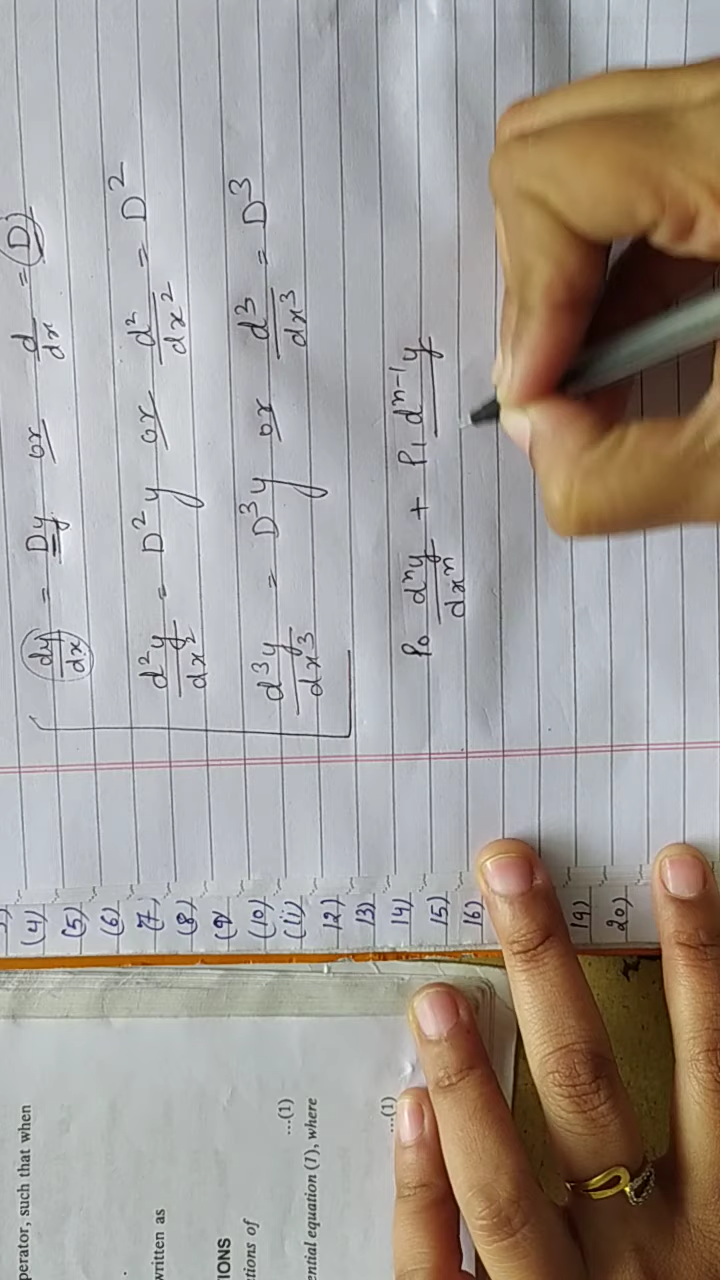 dy/dx = Dy or d/dx = D
d²y/dx² = D²y or d²/dx² = D²
d³y/dx³ = D³y or d³/dx³ = D³
P₀ dⁿy/dxⁿ + P₁ dⁿ⁻¹y
(4)
(5)
(6)
(7)
(8)
(9)
(10)
(11)
12)
13)
14)
15)
16)
19)
20)
perator, such that when
written as
IONS
tions of
...(1)
ential equation (1), where
...(1)